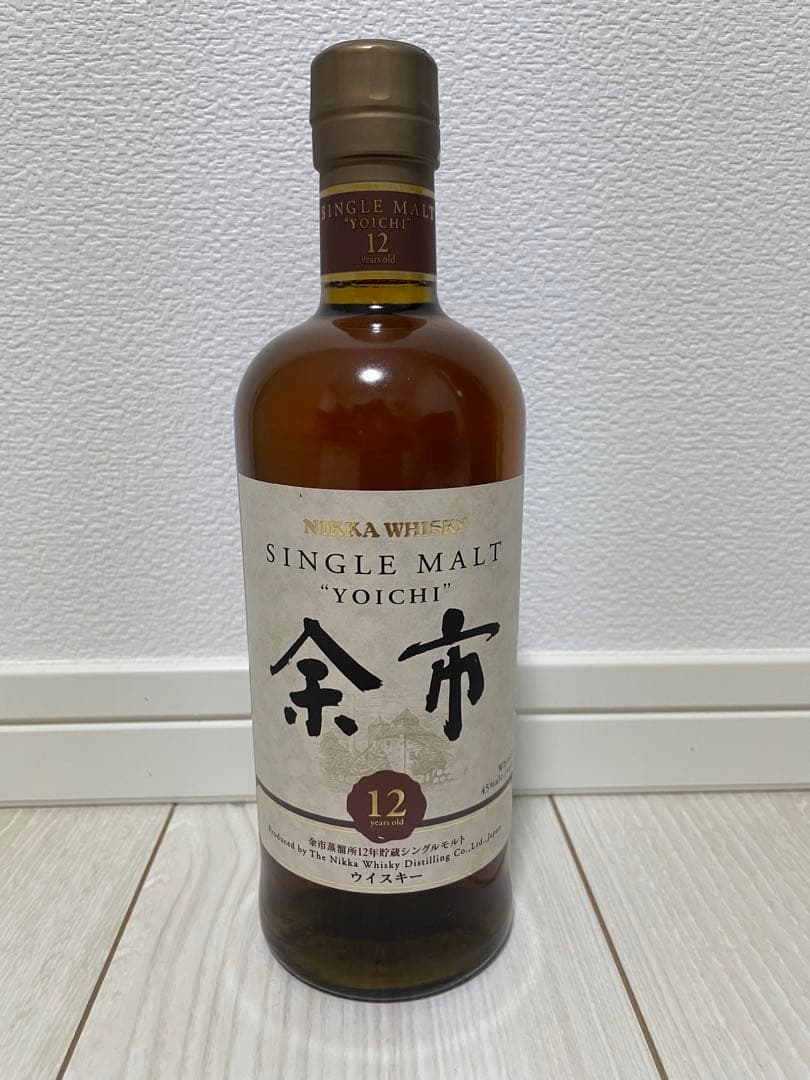 SINGLE MALT
"YOICHI"
12
years old
NIKKA WHISKY
SINGLE MALT
"YOICHI"
余市
45%alc
12
years old
余市蒸溜所12年貯蔵シングルモルト
Produced by The Nikka Whisky Distilling Co.,Ltd.,Japan
ウイスキー